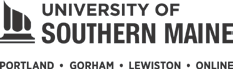 UNIVERSITY OF
SOUTHERN MAINE
PORTLAND • GORHAM • LEWISTON • ONLINE